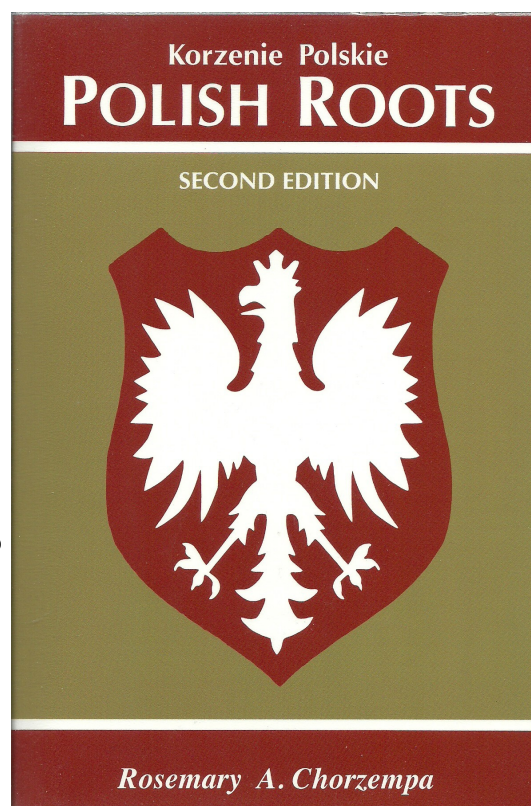 Korzenie Polskie
POLISH ROOTS
SECOND EDITION
Rosemary A. Chorzempa